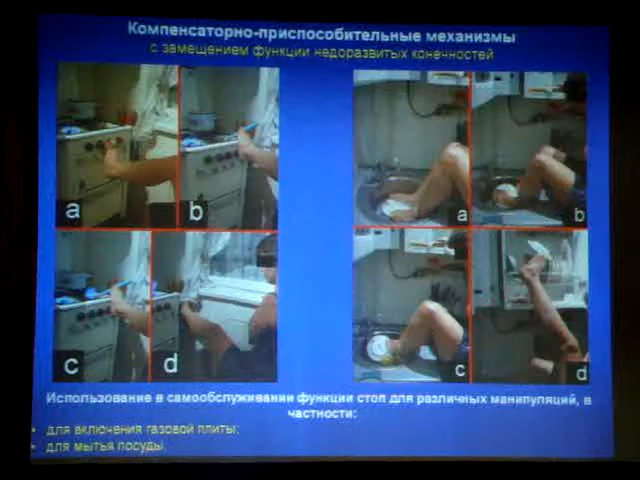 Компенсаторно-приспособительные механизмы
с замещением функции недоразвитых конечностей
a b a b
c d c d
Использование в самообслуживании функции стоп для различных манипуляций, в
частности:
• для включения газовой плиты;
• для мытья посуды.